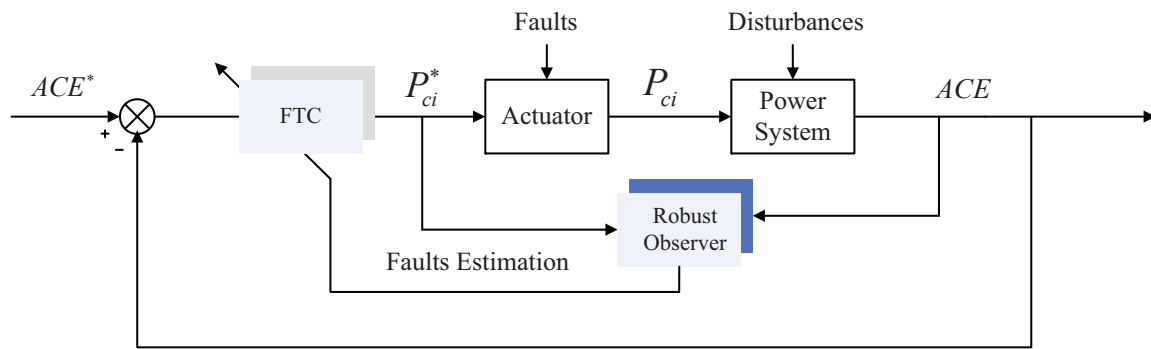 Faults
Disturbances
ACE*
+
−
FTC
P*ci
Actuator
Pci
Power
System
ACE
Robust
Observer
Faults Estimation